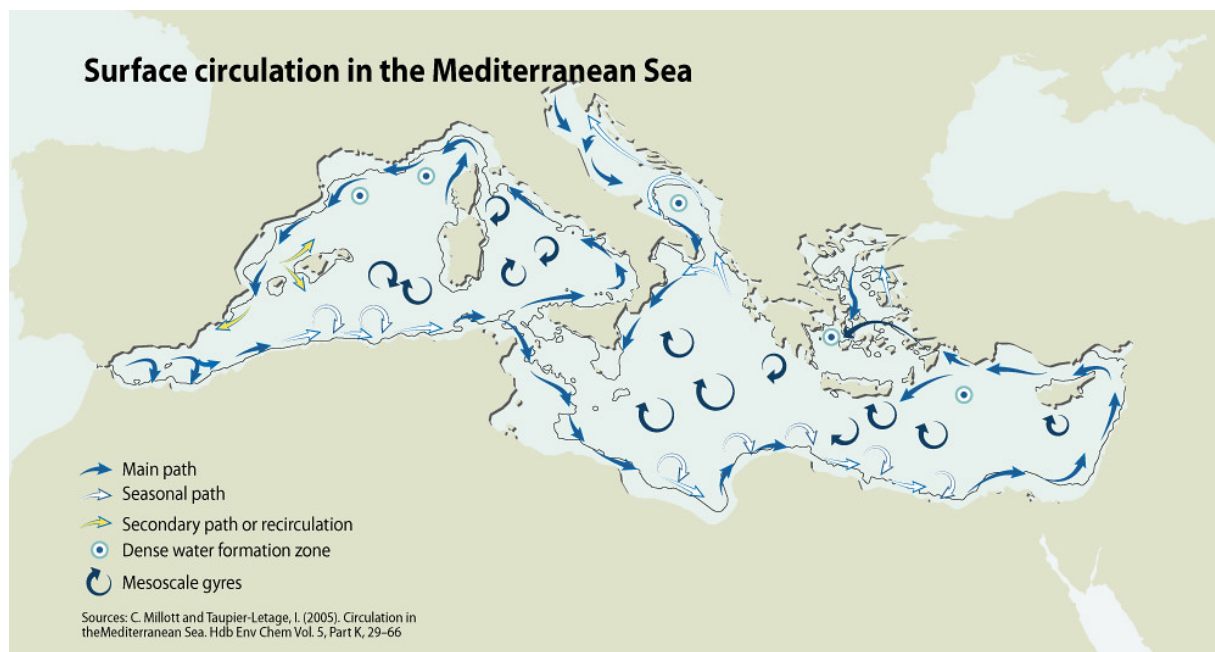 Surface circulation in the Mediterranean Sea
Main path
Seasonal path
Secondary path or recirculation
Dense water formation zone
Mesoscale gyres
Sources: C. Millott and Taupier-Letage, I. (2005). Circulation in
theMediterranean Sea. Hdb Env Chem Vol. 5, Part K, 29–66